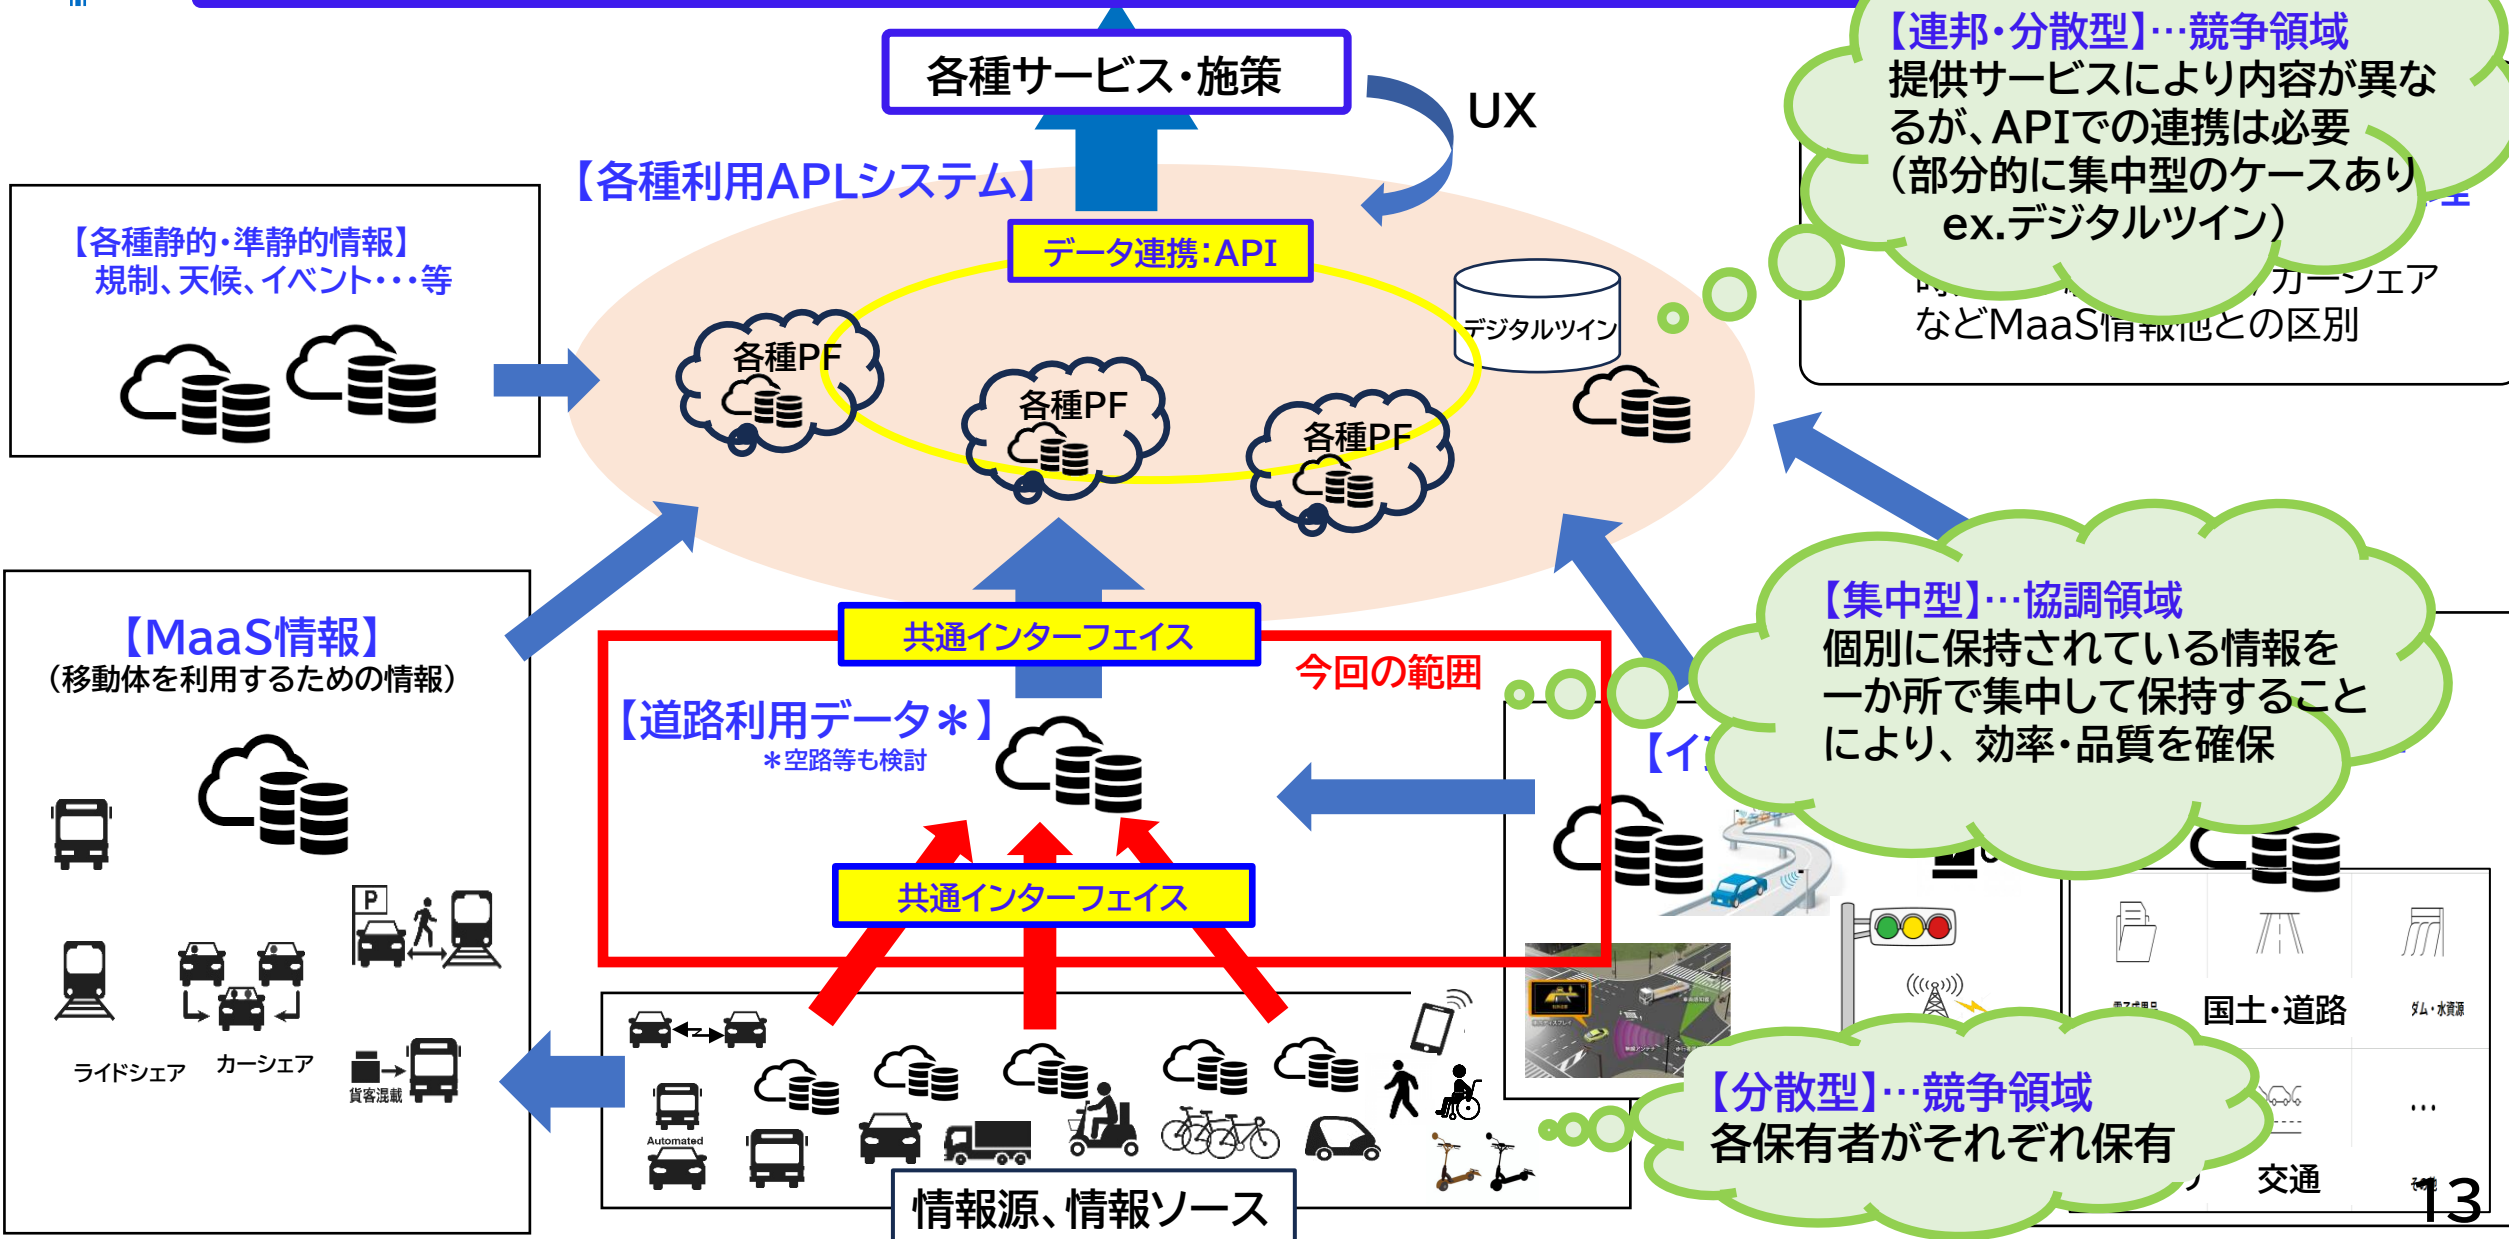 【連邦・分散型】…競争領域
提供サービスにより内容が異な
るが、APIでの連携は必要
（部分的に集中型のケースあり
ex.デジタルツイン）
カーシェア
などMaaS情報他との区別
各種サービス・施策
UX
【各種利用APLシステム】
データ連携：API
【各種静的・準静的情報】
規制、天候、イベント・・・等
デジタルツイン
各種PF
各種PF
各種PF
【集中型】…協調領域
個別に保持されている情報を
一か所で集中して保持すること
により、効率・品質を確保
共通インターフェイス
今回の範囲
【道路利用データ＊】
＊空路等も検討
共通インターフェイス
【MaaS情報】
（移動体を利用するための情報）
P
ライドシェア
カーシェア
貨客混載
Automated
情報源、情報ソース
国土・道路
ダム・水資源
…
交通
【分散型】…競争領域
各保有者がそれぞれ保有
13